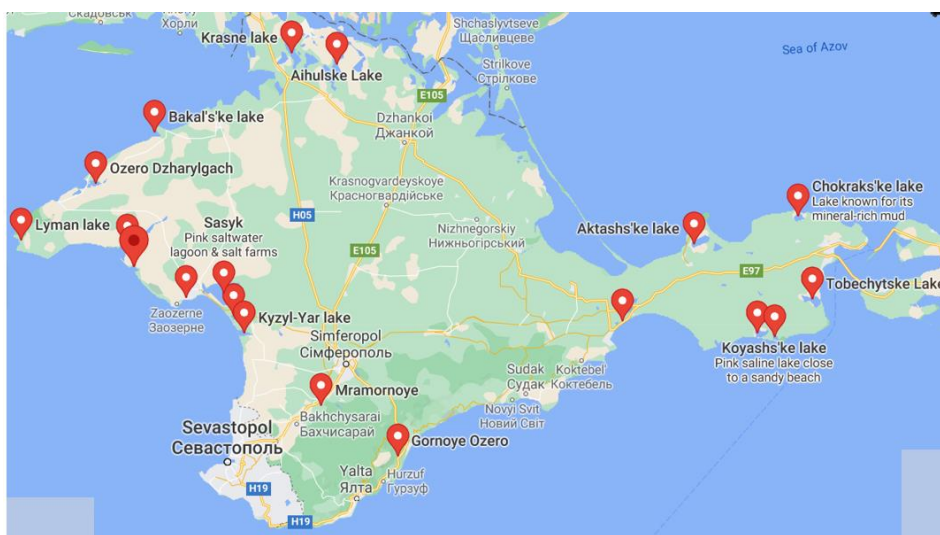 Скадовськ
Хорли
Krasne lake
Aihulske Lake
Shchaslyvtseve
Щасливцеве
Strilkove
Стрілкове
Sea of Azov
E105
Bakal's'ke lake
Dzhankoi
Джанкой
Ozero Dzharylgach
Krasnogvardeyskoye
Красногвардійське
Chokraks'ke lake
Lake known for its
mineral-rich mud
Lyman lake
Sasyk
Pink saltwater
lagoon & salt farms
H05
Nizhnegorskiy
Нижньогірський
Aktashs'ke lake
E105
E97
Tobechytske Lake
Zaozerne
Заозерне
Kyzyl-Yar lake
Simferopol
Сімферополь
Koyashs'ke lake
Pink saline lake close
to a sandy beach
Sudak
Судак
Koktebel'
Коктебель
Mramornoye
Novyi Svit
Новий Світ
Bakhchysarai
Бахчисарай
Sevastopol
Севастополь
Gornoye Ozero
Yalta
Ялта
Hurzuf
Гурзуф
H19
H19